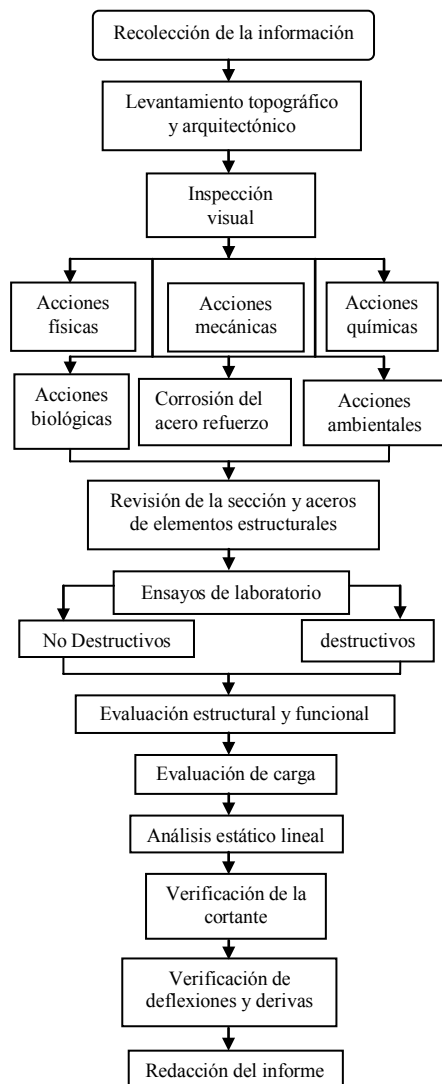 Recolección de la información
Levantamiento topográfico
y arquitectónico
Inspección
visual
Acciones
físicas
Acciones
mecánicas
Acciones
químicas
Acciones
biológicas
Corrosión del
acero refuerzo
Acciones
ambientales
Revisión de la sección y aceros
de elementos estructurales
Ensayos de laboratorio
No Destructivos
destructivos
Evaluación estructural y funcional
Evaluación de carga
Análisis estático lineal
Verificación de la
cortante
Verificación de
deflexiones y derivas
Redacción del informe